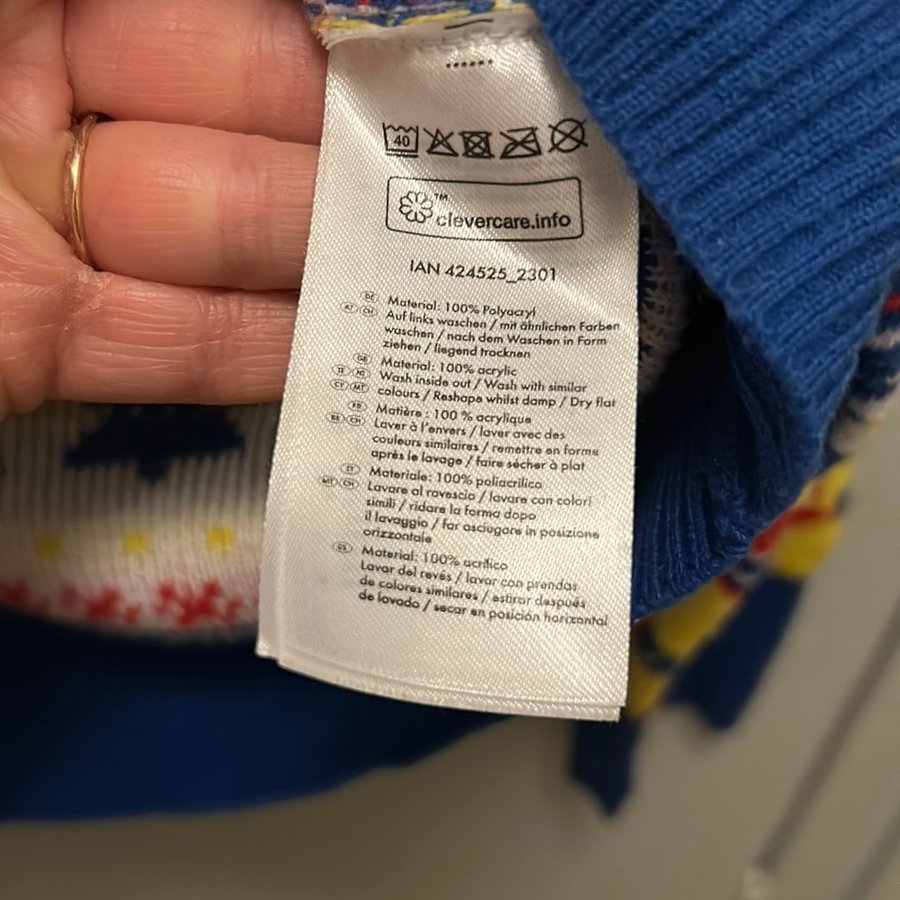 40
clevercare.info™
IAN 424525_2301
DE AT CH Material: 100% Polyacryl
Auf links waschen / mit ähnlichen Farben
waschen / nach dem Waschen in Form
ziehen / liegend trocknen
GB IE NI CY MT Material: 100% acrylic
Wash inside out / Wash with similar
colours / Reshape whilst damp / Dry flat
FR BE CH Matière : 100 % acrylique
Laver à l'envers / laver avec des
couleurs similaires / remettre en forme
après le lavage / faire sécher à plat
IT MT CH Materiale: 100% poliacrilico
Lavare al rovescio / lavare con colori
simili / ridare la forma dopo
il lavaggio / far asciugare in posizione
orizzontale
ES Material: 100% acrílico
Lavar del revés / lavar con prendas
de colores similares / estirar después
de lavado / secar en posición horizontal